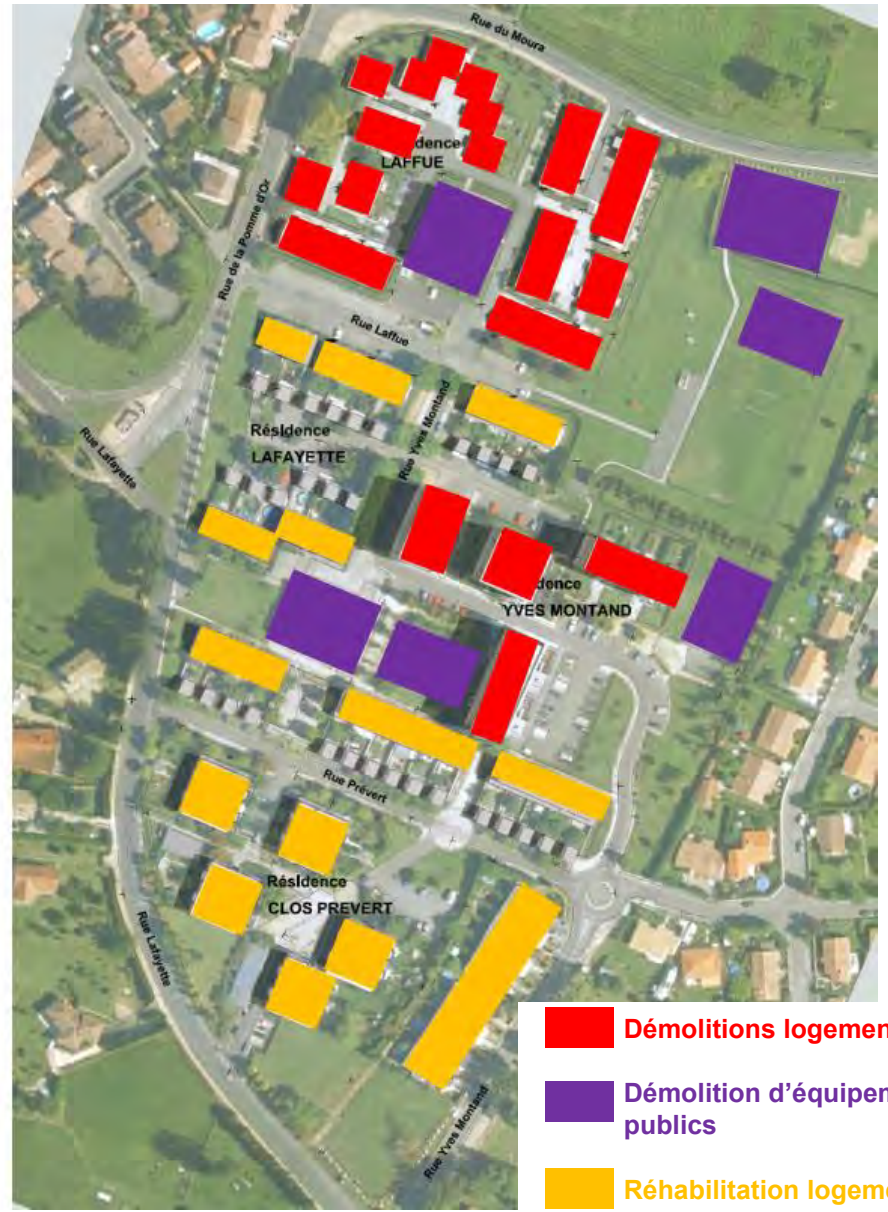 Rue du Moura
dence
LAFFUE
Rue de la Pomme d'Or
Rue Laffue
Rue Yves Montand
Résidence
LAFAYETTE
Rue Lafayette
dence
YVES MONTAND
Rue Prévert
Résidence
CLOS PREVERT
Rue Lafayette
Rue Yves Montand
Démolitions logemen
Démolition d'équipen
publics
Réhabilitation logeme